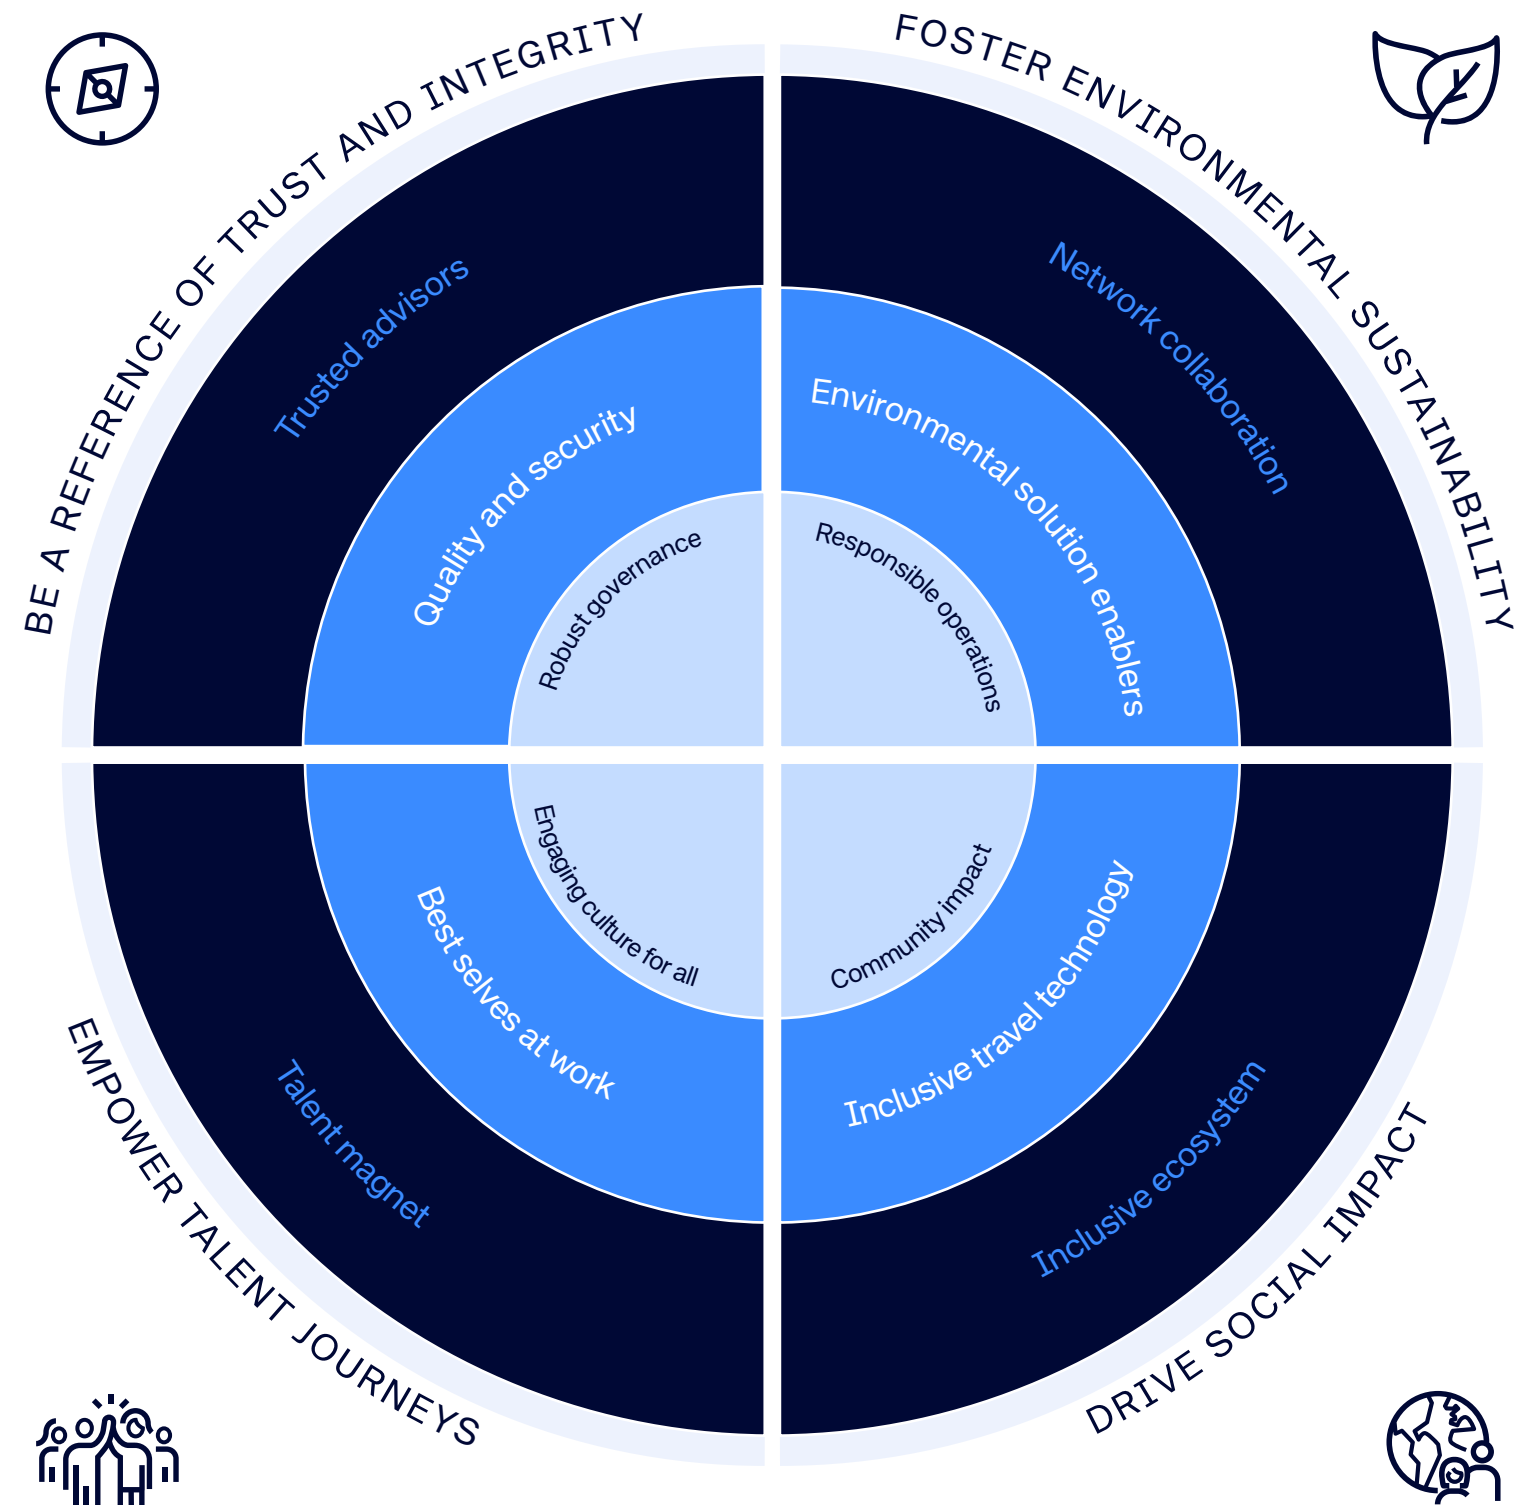 BE A REFERENCE OF TRUST AND INTEGRITY
Trusted advisors
Quality and security
Robust governance
FOSTER ENVIRONMENTAL SUSTAINABILITY
Network collaboration
Environmental solution enablers
Responsible operations
EMPOWER TALENT JOURNEYS
Talent magnet
Best selves at work
Engaging culture for all
DRIVE SOCIAL IMPACT
Inclusive ecosystem
Inclusive travel technology
Community impact